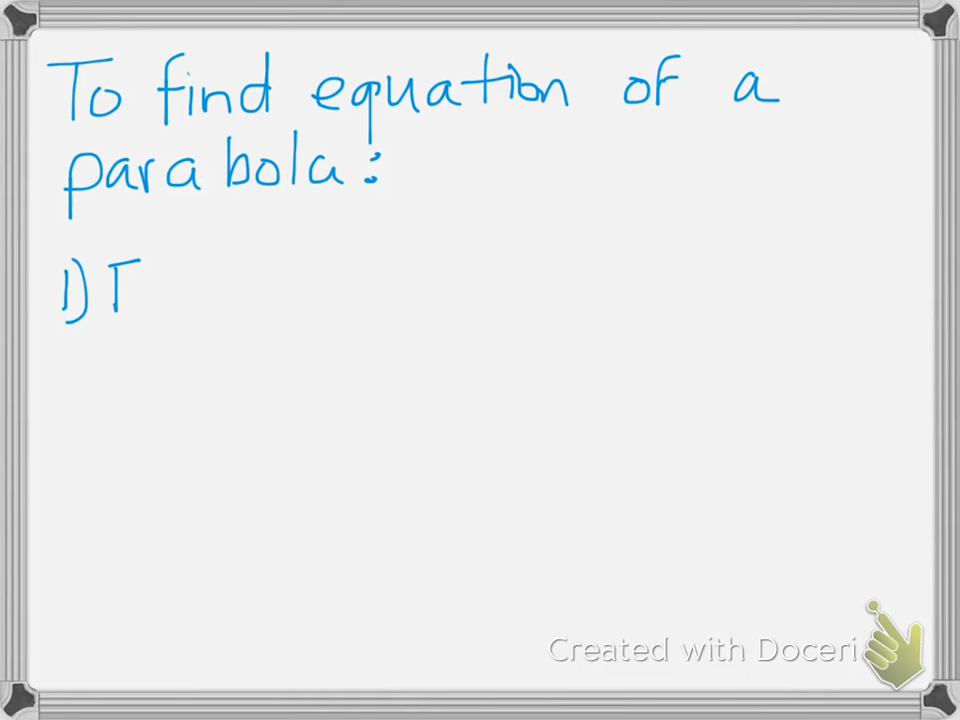 To find equation of a
parabola:
1)
Created with Doceri